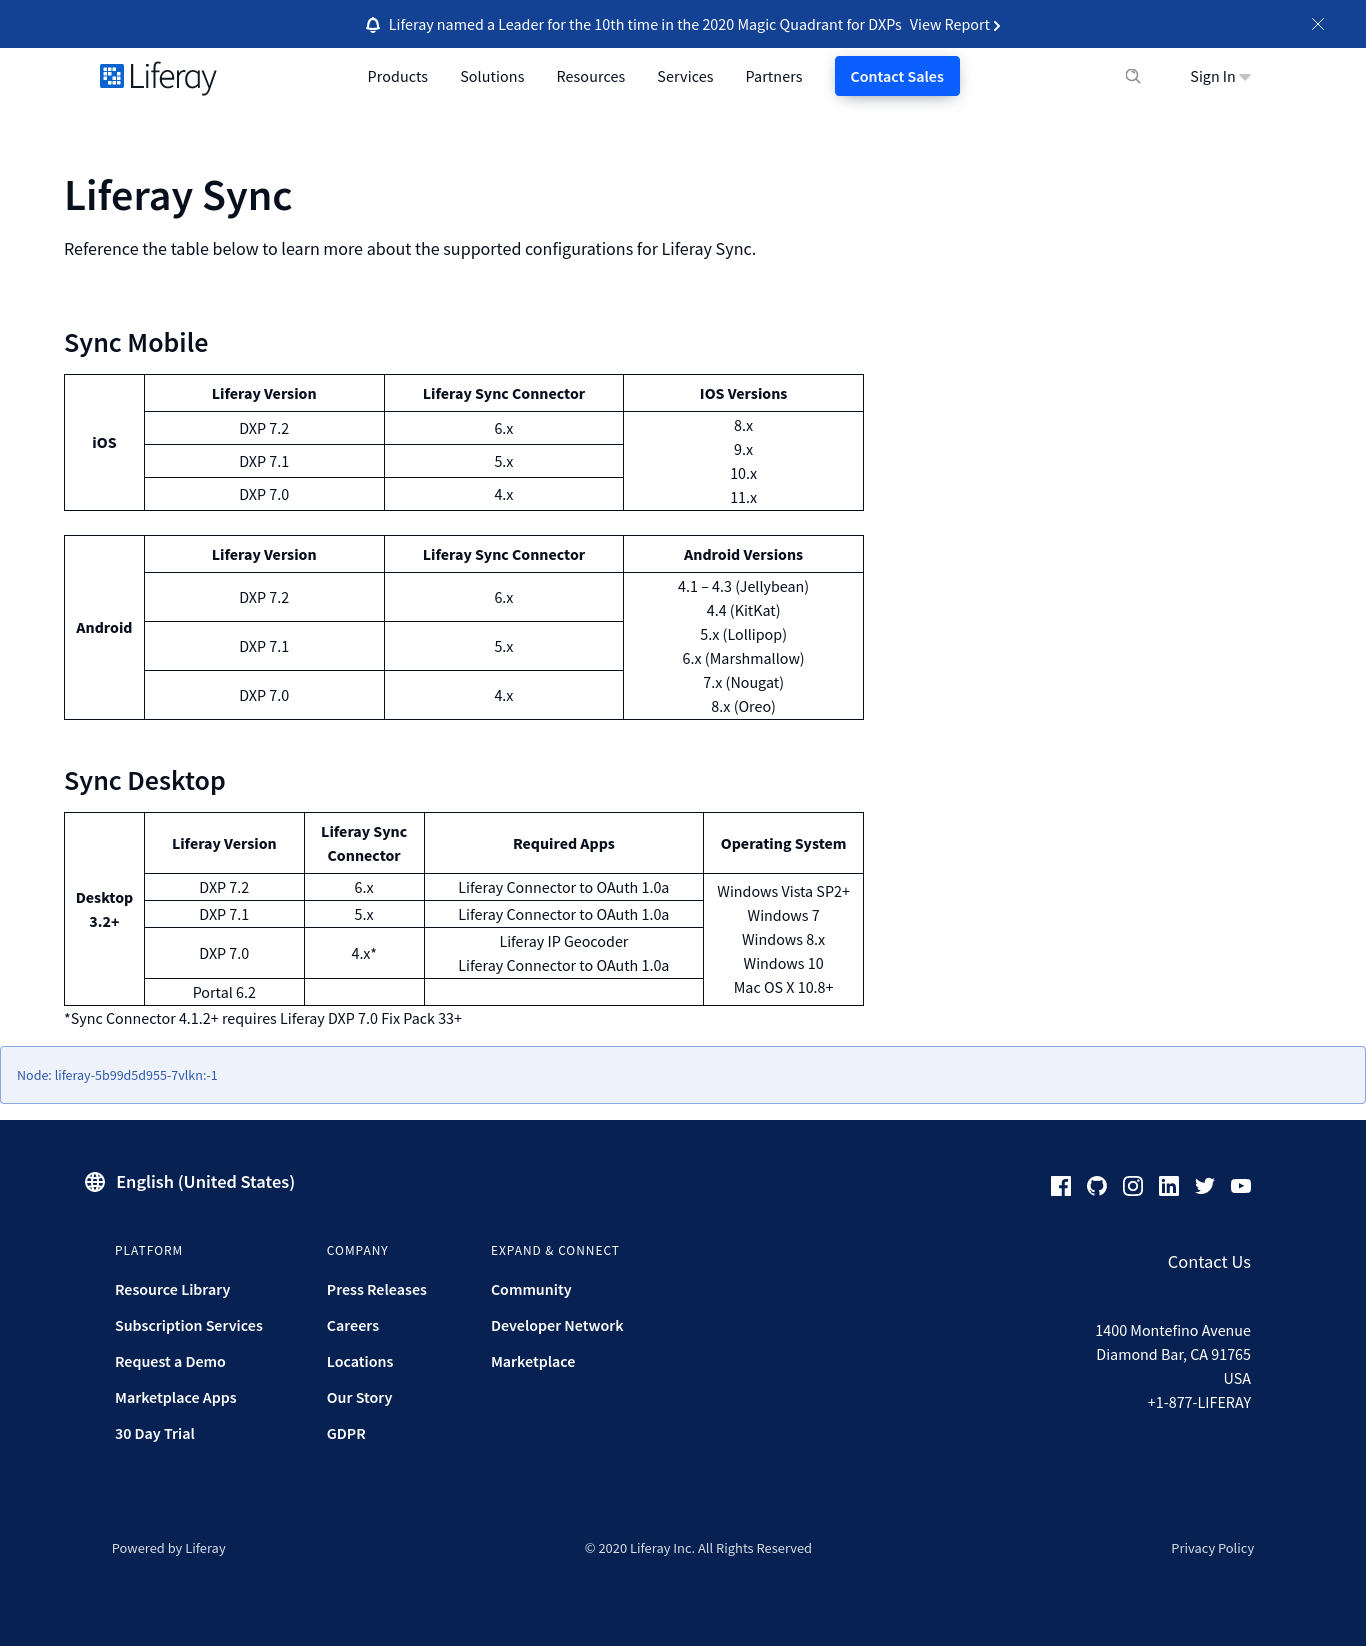 Liferay named a Leader for the 10th time in the 2020 Magic Quadrant for DXPs View Report
Liferay
Products Solutions Resources Services Partners Contact Sales Sign In
Liferay Sync
Reference the table below to learn more about the supported configurations for Liferay Sync.
Sync Mobile
iOS
Liferay Version Liferay Sync Connector IOS Versions
DXP 7.2 6.x
DXP 7.1 5.x
DXP 7.0 4.x
8.x
9.x
10.x
11.x
Android
Liferay Version Liferay Sync Connector Android Versions
DXP 7.2 6.x
DXP 7.1 5.x
DXP 7.0 4.x
4.1 – 4.3 (Jellybean)
4.4 (KitKat)
5.x (Lollipop)
6.x (Marshmallow)
7.x (Nougat)
8.x (Oreo)
Sync Desktop
Desktop
3.2+
Liferay Version
Liferay Sync
Connector
Required Apps
Operating System
DXP 7.2 6.x Liferay Connector to OAuth 1.0a
DXP 7.1 5.x Liferay Connector to OAuth 1.0a
DXP 7.0 4.x*
Liferay IP Geocoder
Liferay Connector to OAuth 1.0a
Portal 6.2
Windows Vista SP2+
Windows 7
Windows 8.x
Windows 10
Mac OS X 10.8+
*Sync Connector 4.1.2+ requires Liferay DXP 7.0 Fix Pack 33+
Node: liferay-5b99d5d955-7vlkn:-1
English (United States)
PLATFORM
Resource Library
Subscription Services
Request a Demo
Marketplace Apps
30 Day Trial
COMPANY
Press Releases
Careers
Locations
Our Story
GDPR
EXPAND & CONNECT
Community
Developer Network
Marketplace
Contact Us
1400 Montefino Avenue
Diamond Bar, CA 91765
USA
+1-877-LIFERAY
Powered by Liferay
© 2020 Liferay Inc. All Rights Reserved
Privacy Policy